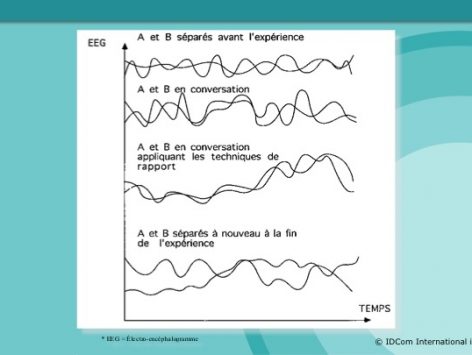 EEG
A et B séparés avant l'expérience
A et B en conversation
A et B en conversation
appliquant les techniques de
rapport
A et B séparés à nouveau à la fin
de l'expérience
TEMPS
* EEG = Électro-encéphalogramme
© IDCom International i